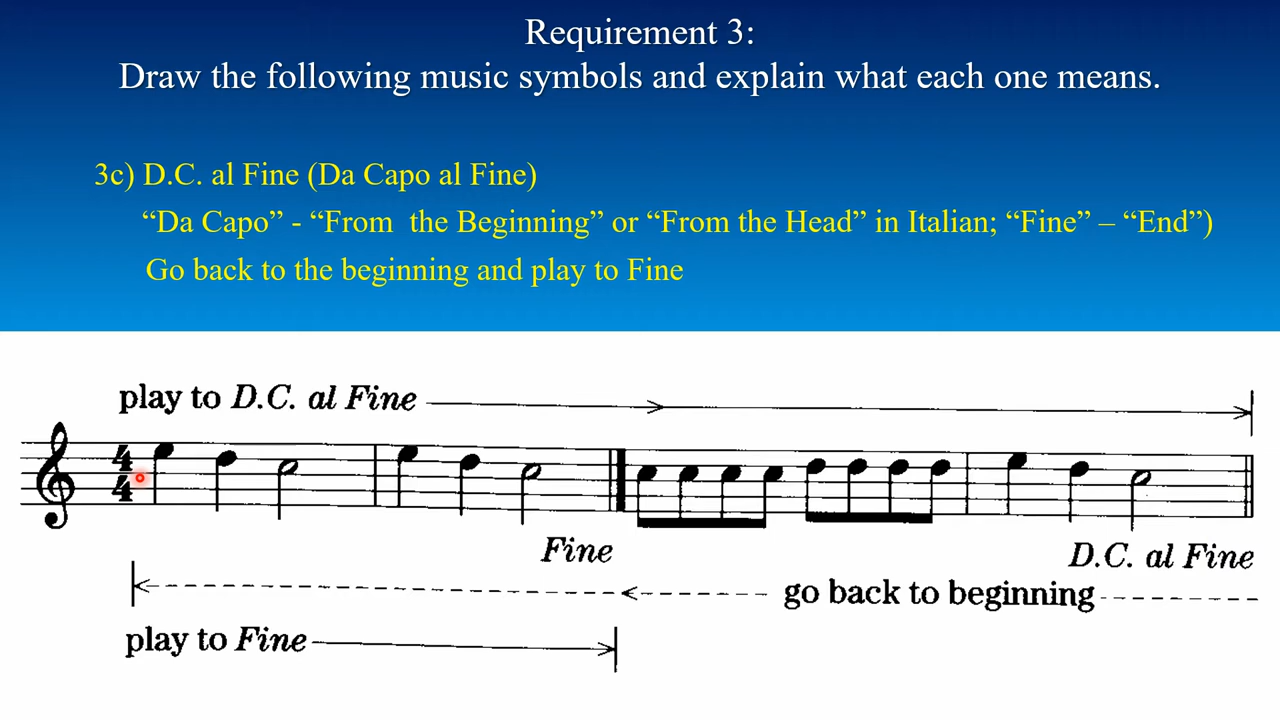 Requirement 3:
Draw the following music symbols and explain what each one means.
3c) D.C. al Fine (Da Capo al Fine)
“Da Capo” - “From the Beginning” or “From the Head” in Italian; “Fine” – “End”)
Go back to the beginning and play to Fine
play to D.C. al Fine
4
4
Fine
D.C. al Fine
go back to beginning
play to Fine